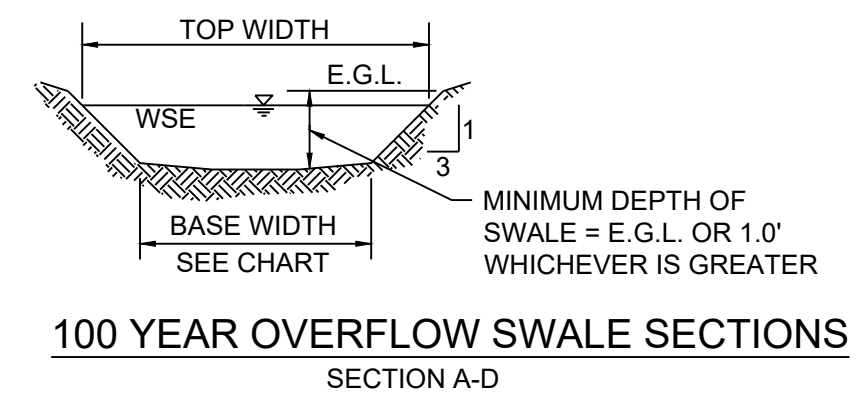 TOP WIDTH
E.G.L.
WSE
1
3
BASE WIDTH
SEE CHART
MINIMUM DEPTH OF
SWALE = E.G.L. OR 1.0'
WHICHEVER IS GREATER
100 YEAR OVERFLOW SWALE SECTIONS
SECTION A-D